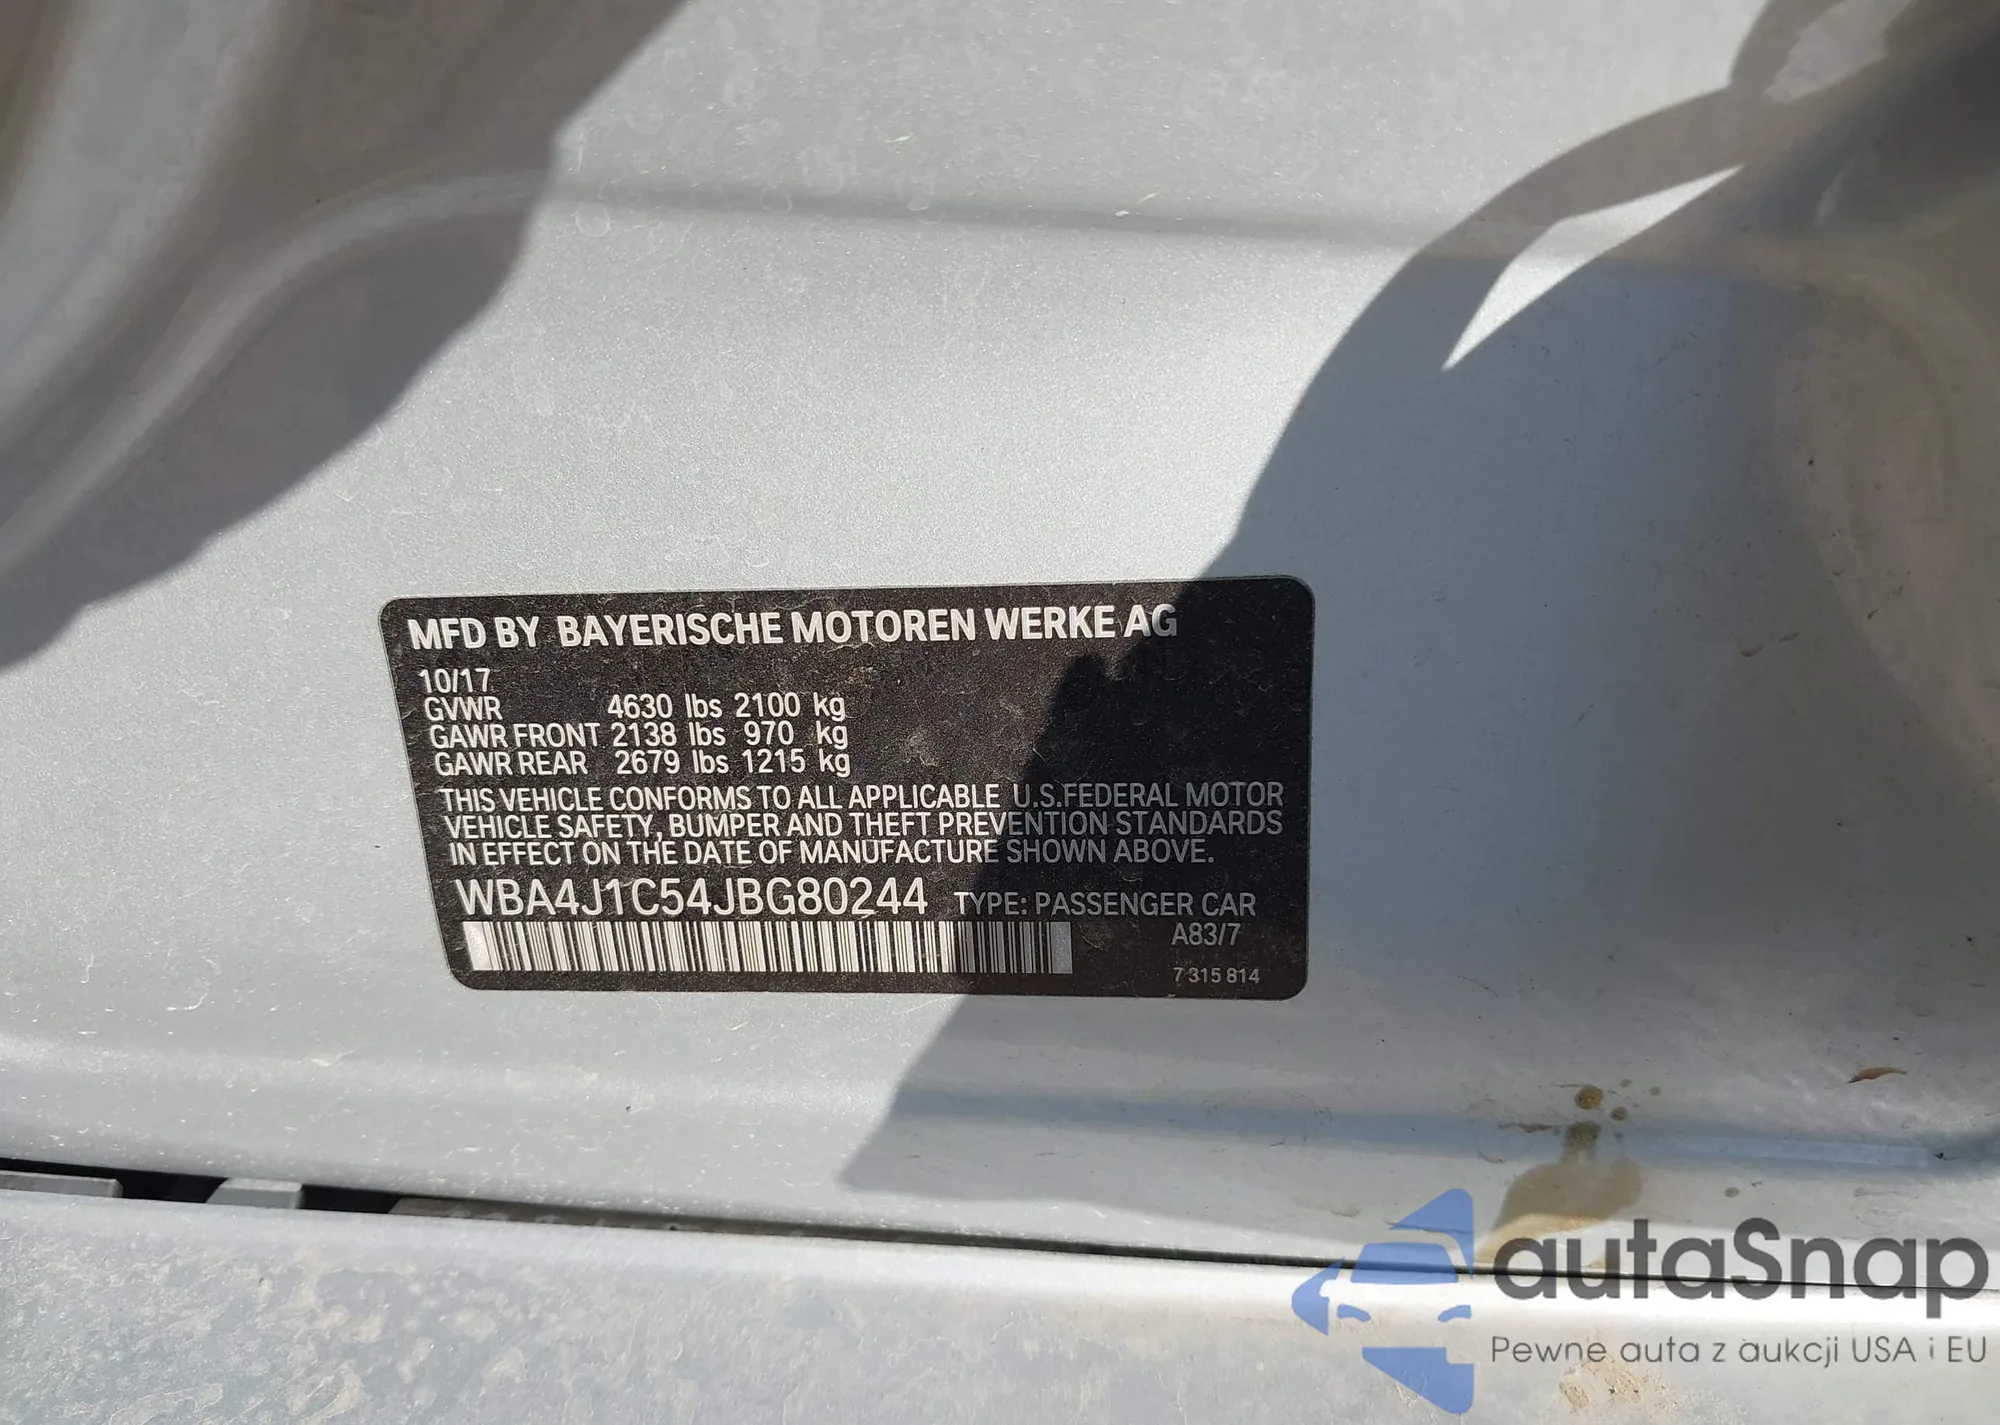 MFD BY BAYERISCHE MOTOREN WERKE AG
10/17
GVWR 4630 lbs 2100 kg
GAWR FRONT 2138 lbs 970 kg
GAWR REAR 2679 lbs 1215 kg
THIS VEHICLE CONFORMS TO ALL APPLICABLE U.S.FEDERAL MOTOR
VEHICLE SAFETY, BUMPER AND THEFT PREVENTION STANDARDS
IN EFFECT ON THE DATE OF MANUFACTURE SHOWN ABOVE.
WBA4J1C54JBG80244 TYPE: PASSENGER CAR
A83/7
7 315 814
autaSnap
Pewne auta z aukcji USA i EU